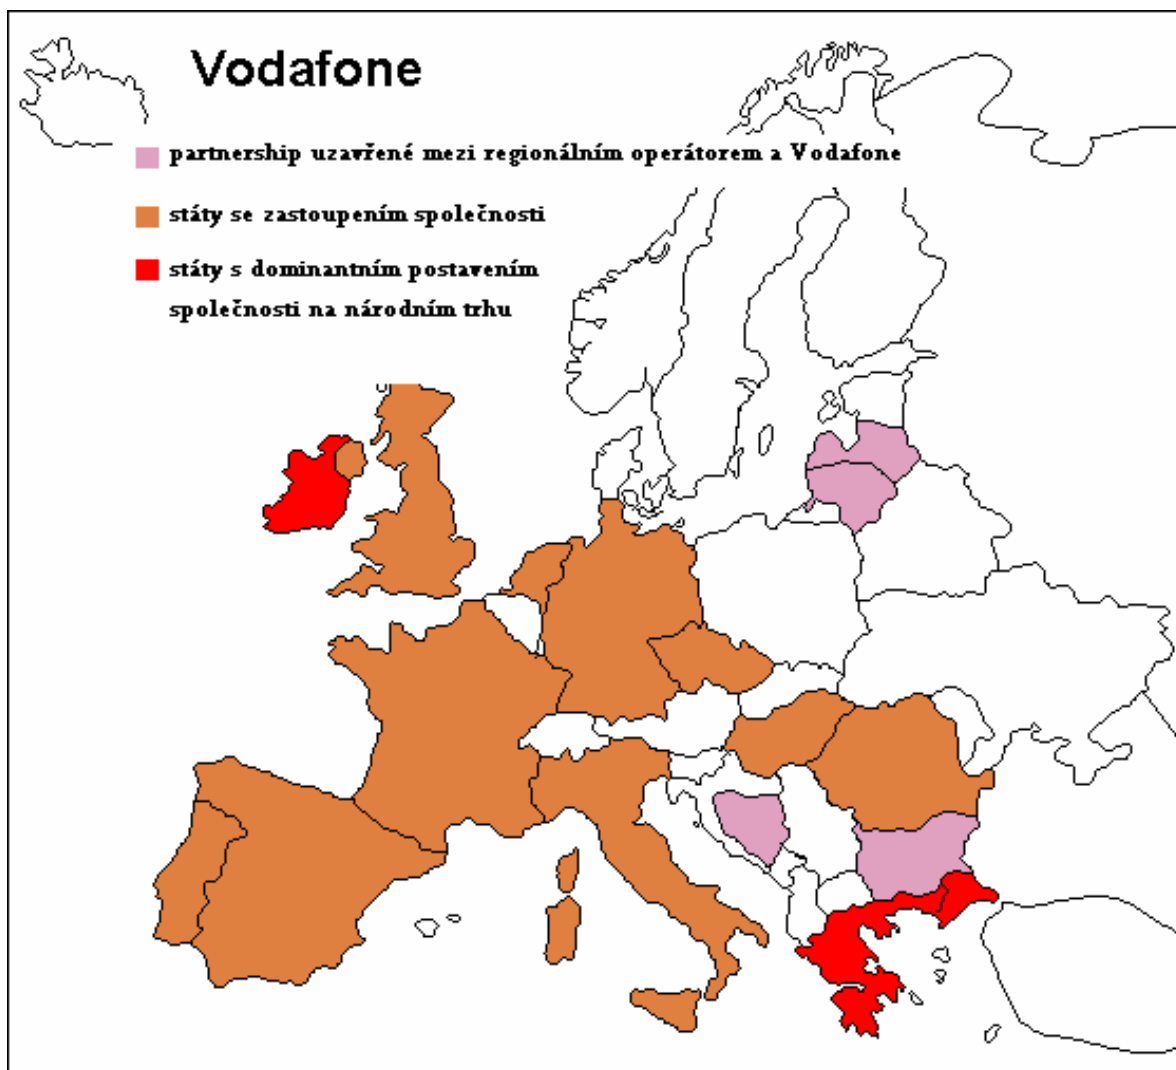 Vodafone
partnership uzavřené mezi regionálním operátorem a Vodafone
státy se zastoupením společnosti
státy s dominantním postavením
společnosti na národním trhu